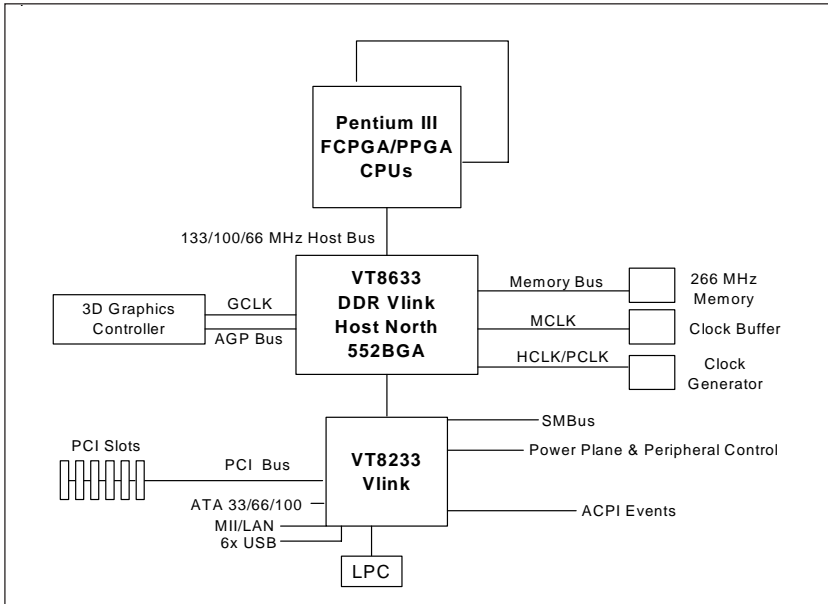 Pentium III
FCPGA/PPGA
CPUs
133/100/66 MHz Host Bus
VT8633
DDR Vlink
Host North
552BGA
3D Graphics
Controller
GCLK
AGP Bus
Memory Bus
266 MHz
Memory
MCLK
Clock Buffer
HCLK/PCLK
Clock
Generator
VT8233
Vlink
PCI Slots
PCI Bus
ATA 33/66/100
MII/LAN
6x USB
LPC
SMBus
Power Plane & Peripheral Control
ACPI Events